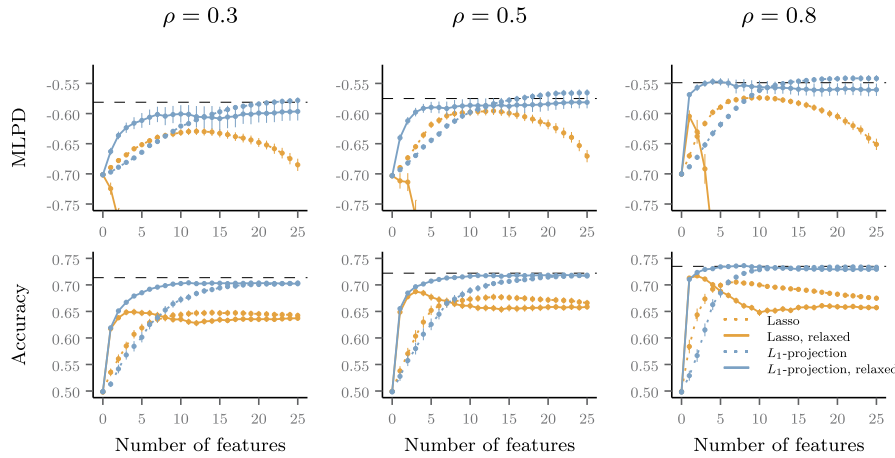 ρ = 0.3 ρ = 0.5 ρ = 0.8
MLPD
-0.55 -0.55 -0.55
-0.60 -0.60 -0.60
-0.65 -0.65 -0.65
-0.70 -0.70 -0.70
-0.75 -0.75 -0.75
0 5 10 15 20 25 0 5 10 15 20 25 0 5 10 15 20 25
Accuracy
0.75 0.75 0.75
0.70 0.70 0.70
0.65 0.65 0.65
0.60 0.60 0.60
0.55 0.55 0.55
0.50 0.50 0.50
Lasso
Lasso, relaxed
L₁-projection
L₁-projection, relaxed
0 5 10 15 20 25 0 5 10 15 20 25 0 5 10 15 20 25
Number of features Number of features Number of features